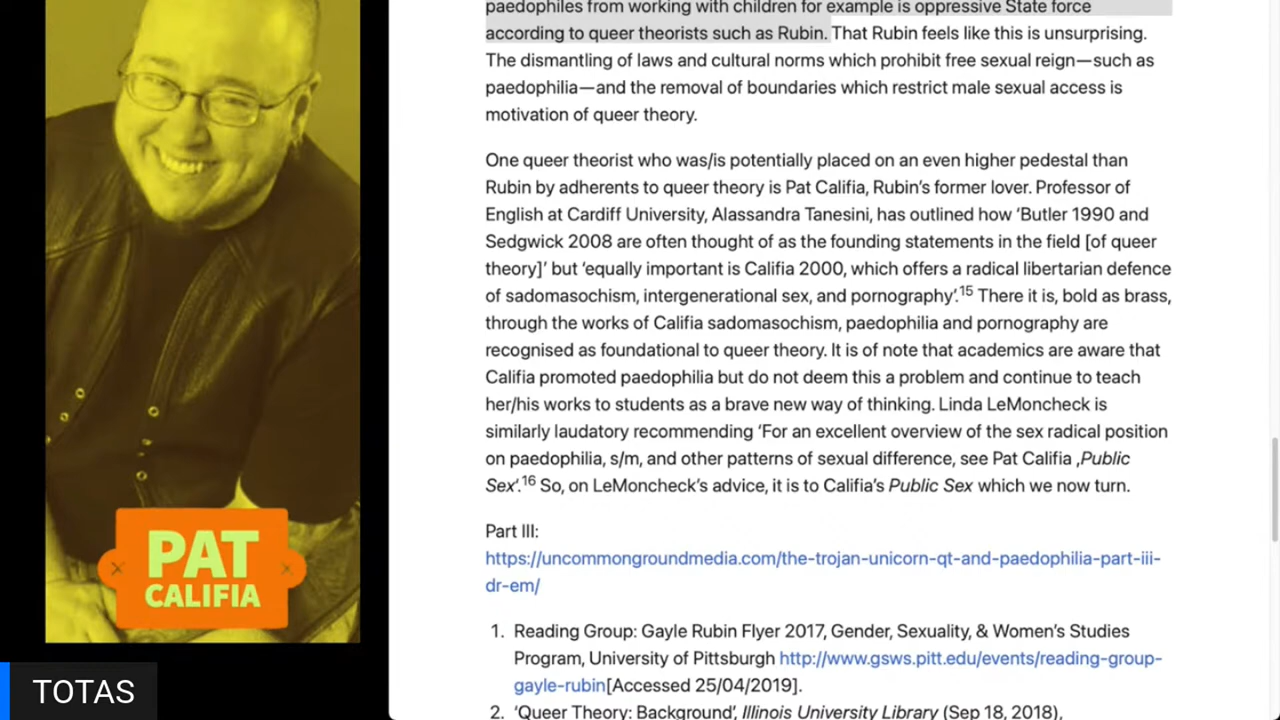 paedophiles from working with children for example is oppressive State force
according to queer theorists such as Rubin. That Rubin feels like this is unsurprising.
The dismantling of laws and cultural norms which prohibit free sexual reign—such as
paedophilia—and the removal of boundaries which restrict male sexual access is
motivation of queer theory.
One queer theorist who was/is potentially placed on an even higher pedestal than
Rubin by adherents to queer theory is Pat Califia, Rubin’s former lover. Professor of
English at Cardiff University, Alassandra Tanesini, has outlined how ‘Butler 1990 and
Sedgwick 2008 are often thought of as the founding statements in the field [of queer
theory]’ but ‘equally important is Califia 2000, which offers a radical libertarian defence
of sadomasochism, intergenerational sex, and pornography’.15 There it is, bold as brass,
through the works of Califia sadomasochism, paedophilia and pornography are
recognised as foundational to queer theory. It is of note that academics are aware that
Califia promoted paedophilia but do not deem this a problem and continue to teach
her/his works to students as a brave new way of thinking. Linda LeMoncheck is
similarly laudatory recommending ‘For an excellent overview of the sex radical position
on paedophilia, s/m, and other patterns of sexual difference, see Pat Califia ,Public
Sex’.16 So, on LeMoncheck’s advice, it is to Califia’s Public Sex which we now turn.
Part III:
https://uncommongroundmedia.com/the-trojan-unicorn-qt-and-paedophilia-part-iii-
dr-em/
1. Reading Group: Gayle Rubin Flyer 2017, Gender, Sexuality, & Women’s Studies
Program, University of Pittsburgh http://www.gsws.pitt.edu/events/reading-group-
gayle-rubin[Accessed 25/04/2019].
2. ‘Queer Theory: Background’, Illinois University Library (Sep 18, 2018),
PAT
CALIFIA
TOTAS